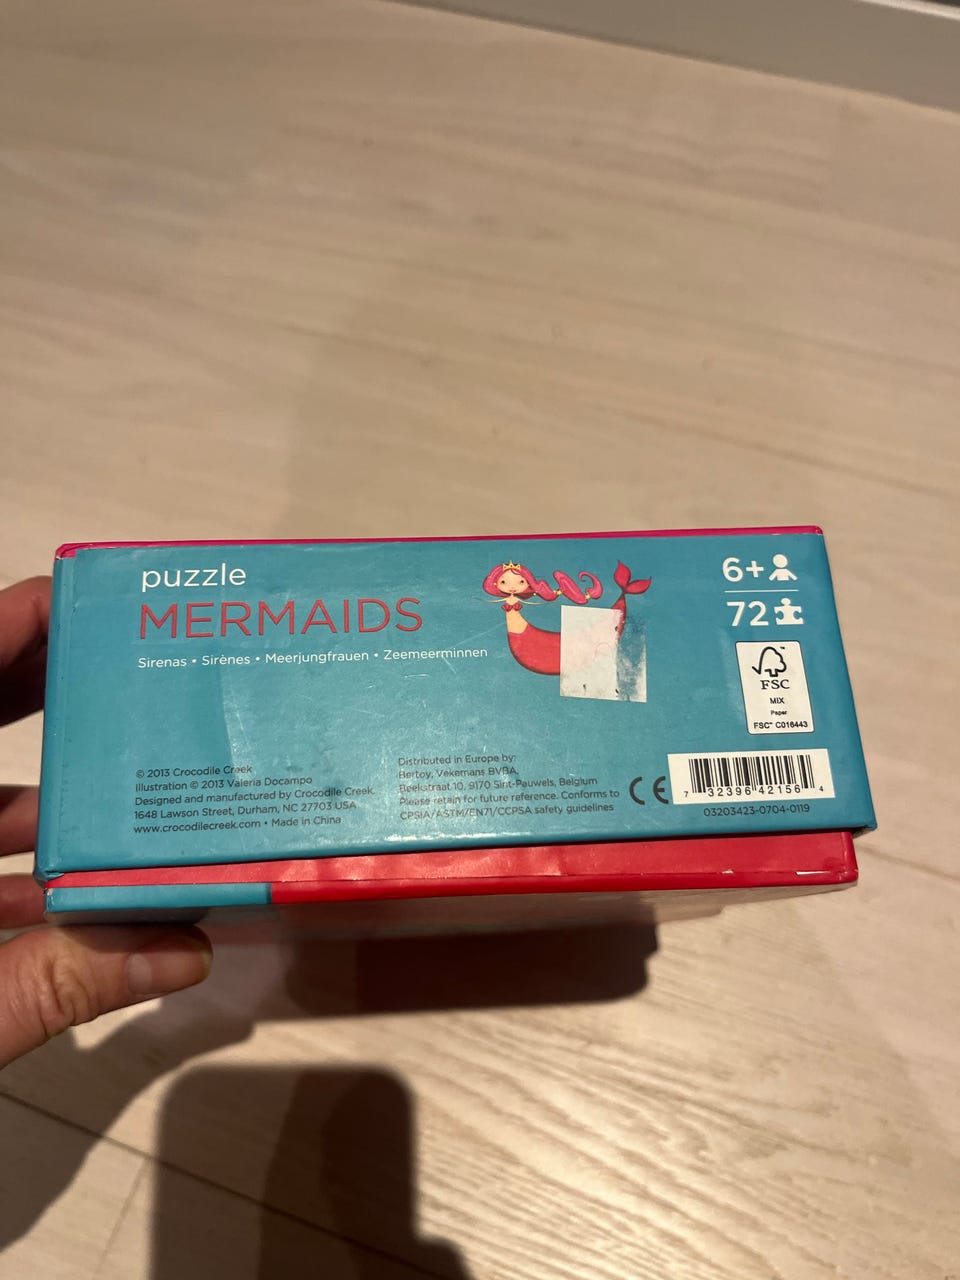 puzzle
MERMAIDS
Sirenas • Sirènes • Meerjungfrauen • Zeemeerminnen
6+
72
FSC™
MIX
Paper
FSC™ C016443
© 2013 Crocodile Creek
Illustration © 2013 Valeria Docampo
Designed and manufactured by Crocodile Creek.
1648 Lawson Street, Durham, NC 27703 USA
www.crocodilecreek.com • Made in China
Distributed in Europe by:
Bertoy, Vekemans BVBA,
Beekstraat 10, 9170 Sint-Pauwels, Belgium
Please retain for future reference. Conforms to
CPSIA/ASTM/EN71/CCPSA safety guidelines
CE
7 32396 42156 4
03203423-0704-0119